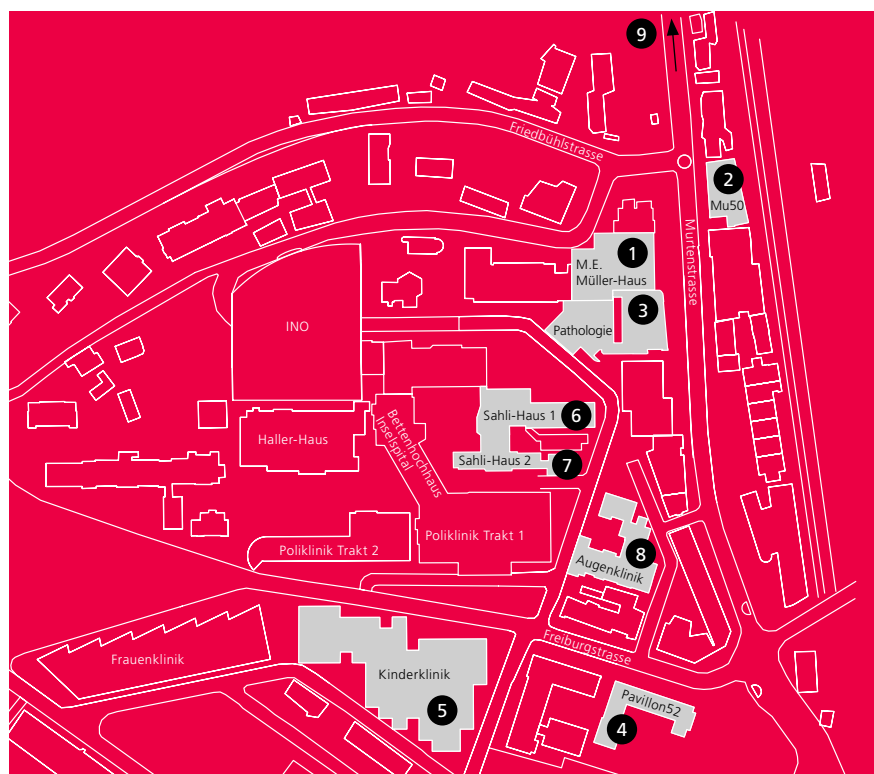 9
Friedbühlstrasse
2
Mu50
Murtenstrasse
1
M.E.
Müller-Haus
3
Pathologie
INO
Sahli-Haus 1
6
Haller-Haus
Bettenhochhaus
Inselspital
Sahli-Haus 2
7
Poliklinik Trakt 1
Poliklinik Trakt 2
8
Augenklinik
Freiburgstrasse
Frauenklinik
Kinderklinik
5
Pavillon52
4